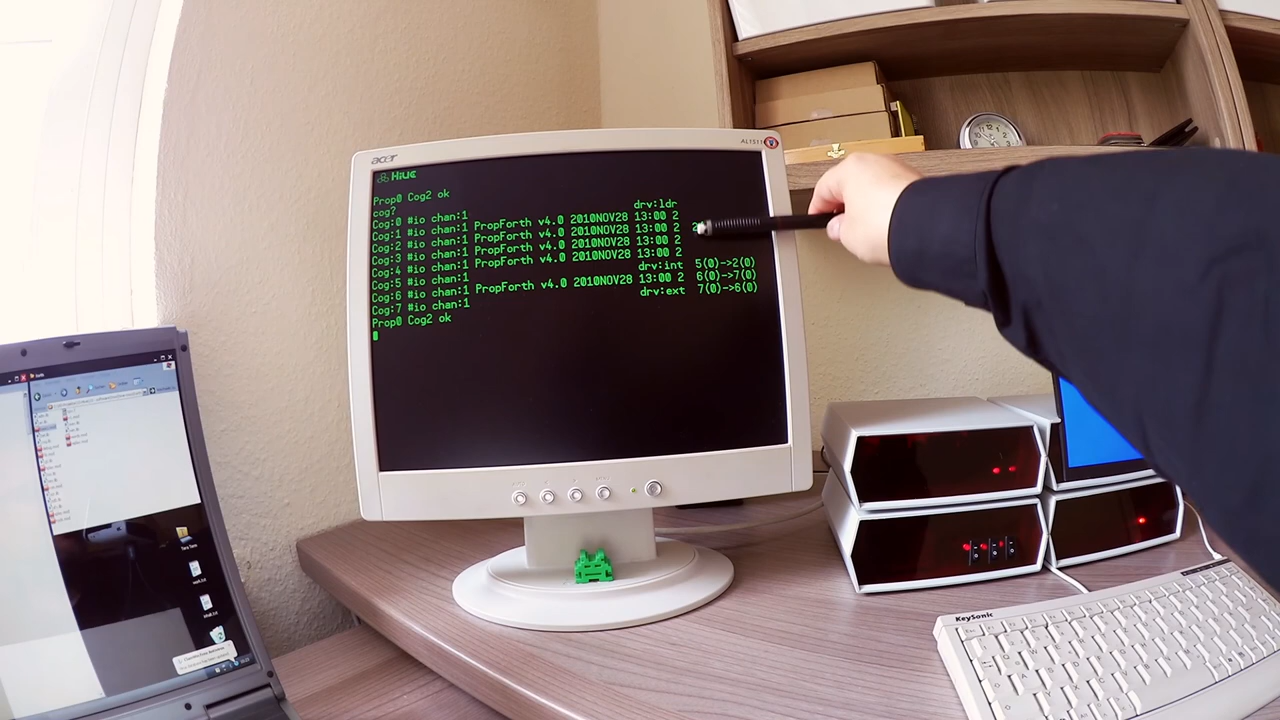 acer
AL1511
Hive
Prop0 Cog2 ok
cog?
Cog:0 #io chan:1 drv:ldr
Cog:1 #io chan:1 PropForth v4.0 2010NOV28 13:00 2
Cog:2 #io chan:1 PropForth v4.0 2010NOV28 13:00 2
Cog:3 #io chan:1 PropForth v4.0 2010NOV28 13:00 2
Cog:4 #io chan:1 PropForth v4.0 2010NOV28 13:00 2
Cog:5 #io chan:1 drv:int 5(0)->2(0)
Cog:6 #io chan:1 PropForth v4.0 2010NOV28 13:00 2 6(0)->7(0)
Cog:7 #io chan:1 drv:ext 7(0)->6(0)
Prop0 Cog2 ok
KeySonic
Tera Term